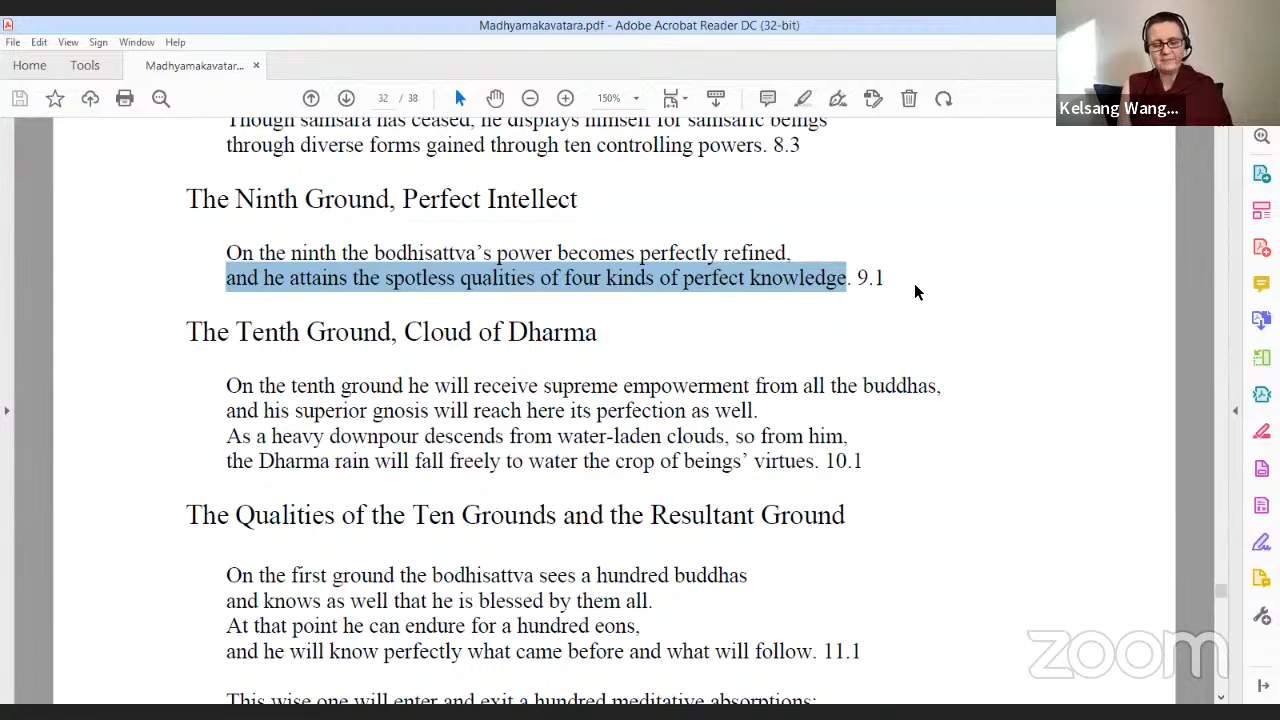 Madhyamakavatara.pdf - Adobe Acrobat Reader DC (32-bit)
File Edit View Sign Window Help
Home Tools Madhyamakavatar... ×
32 / 38 150%
Kelsang Wang...
Though samsara has ceased, he displays himself for samsaric beings
through diverse forms gained through ten controlling powers. 8.3
The Ninth Ground, Perfect Intellect
On the ninth the bodhisattva’s power becomes perfectly refined,
and he attains the spotless qualities of four kinds of perfect knowledge. 9.1
The Tenth Ground, Cloud of Dharma
On the tenth ground he will receive supreme empowerment from all the buddhas,
and his superior gnosis will reach here its perfection as well.
As a heavy downpour descends from water-laden clouds, so from him,
the Dharma rain will fall freely to water the crop of beings’ virtues. 10.1
The Qualities of the Ten Grounds and the Resultant Ground
On the first ground the bodhisattva sees a hundred buddhas
and knows as well that he is blessed by them all.
At that point he can endure for a hundred eons,
and he will know perfectly what came before and what will follow. 11.1
This wise one will enter and exit a hundred meditative absorptions;
zoom